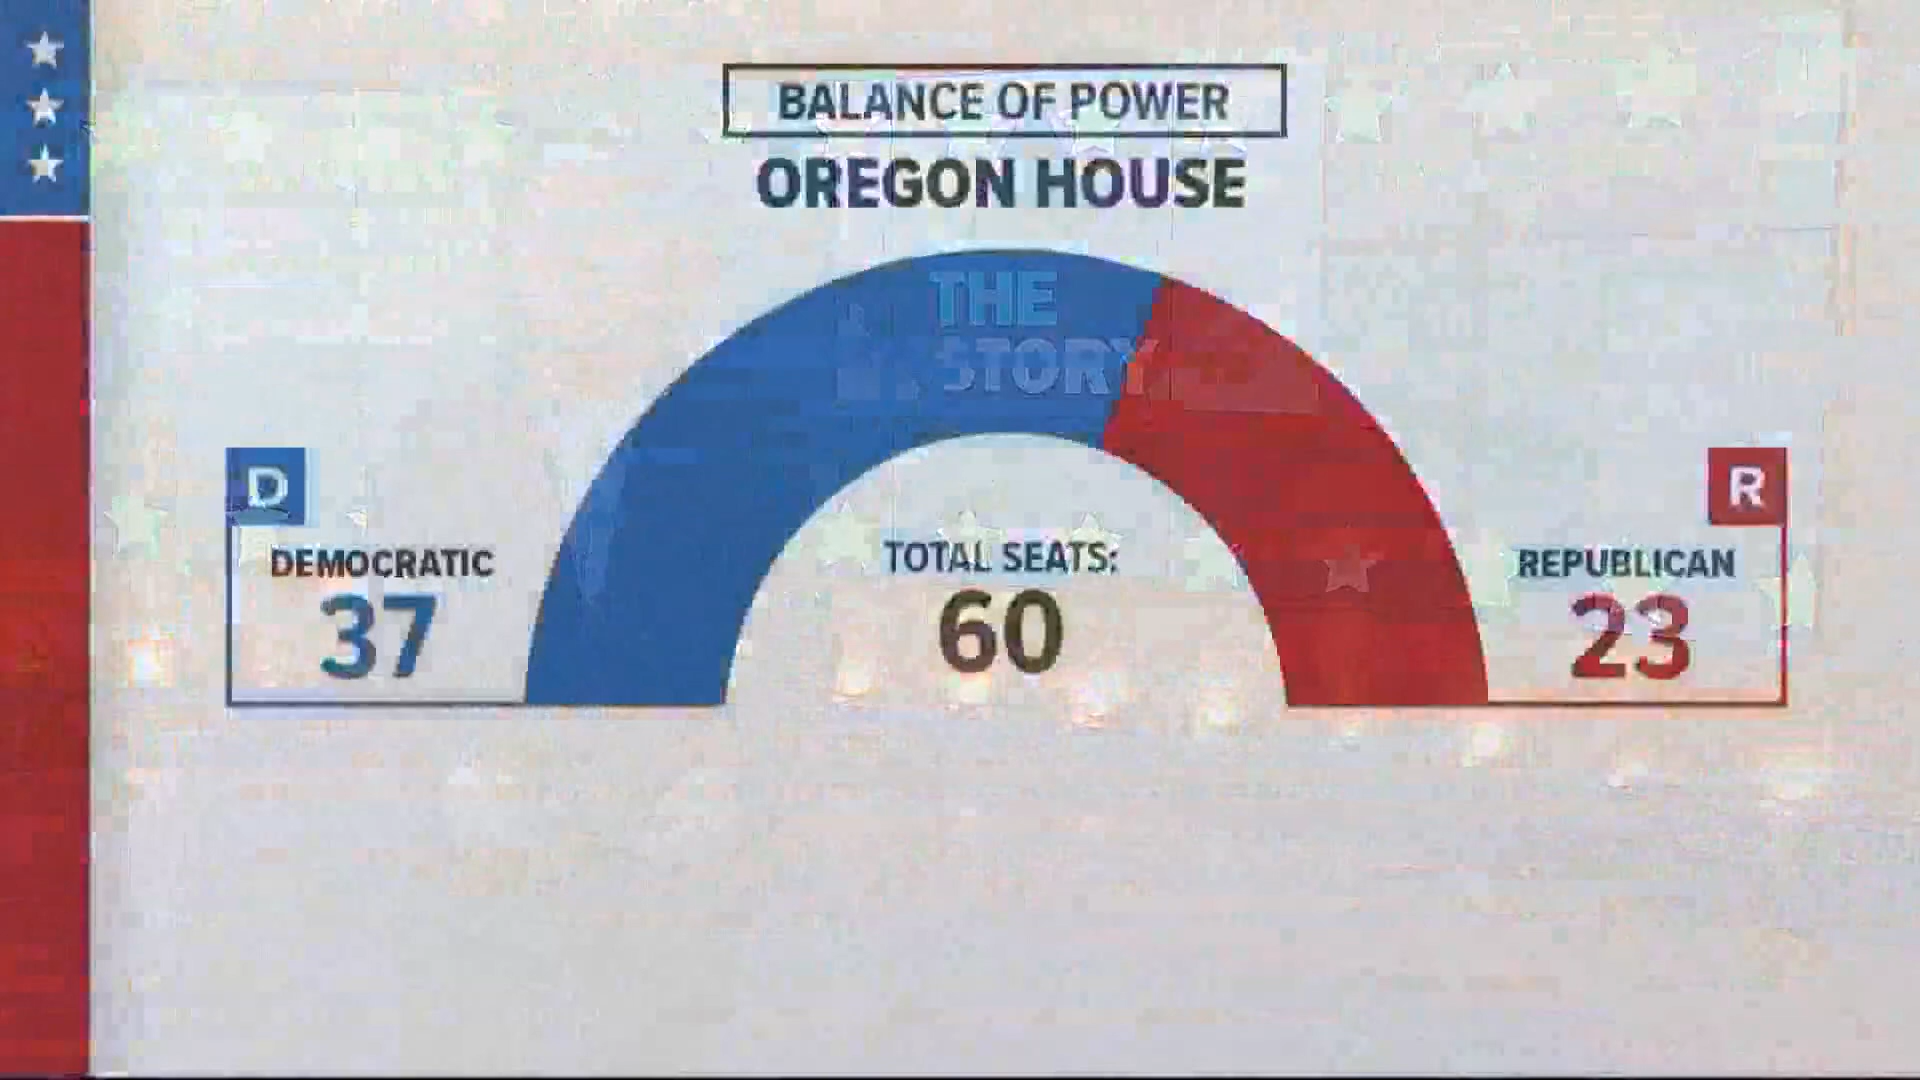 BALANCE OF POWER
OREGON HOUSE
THE
STORY
D
DEMOCRATIC
37
TOTAL SEATS:
60
R
REPUBLICAN
23